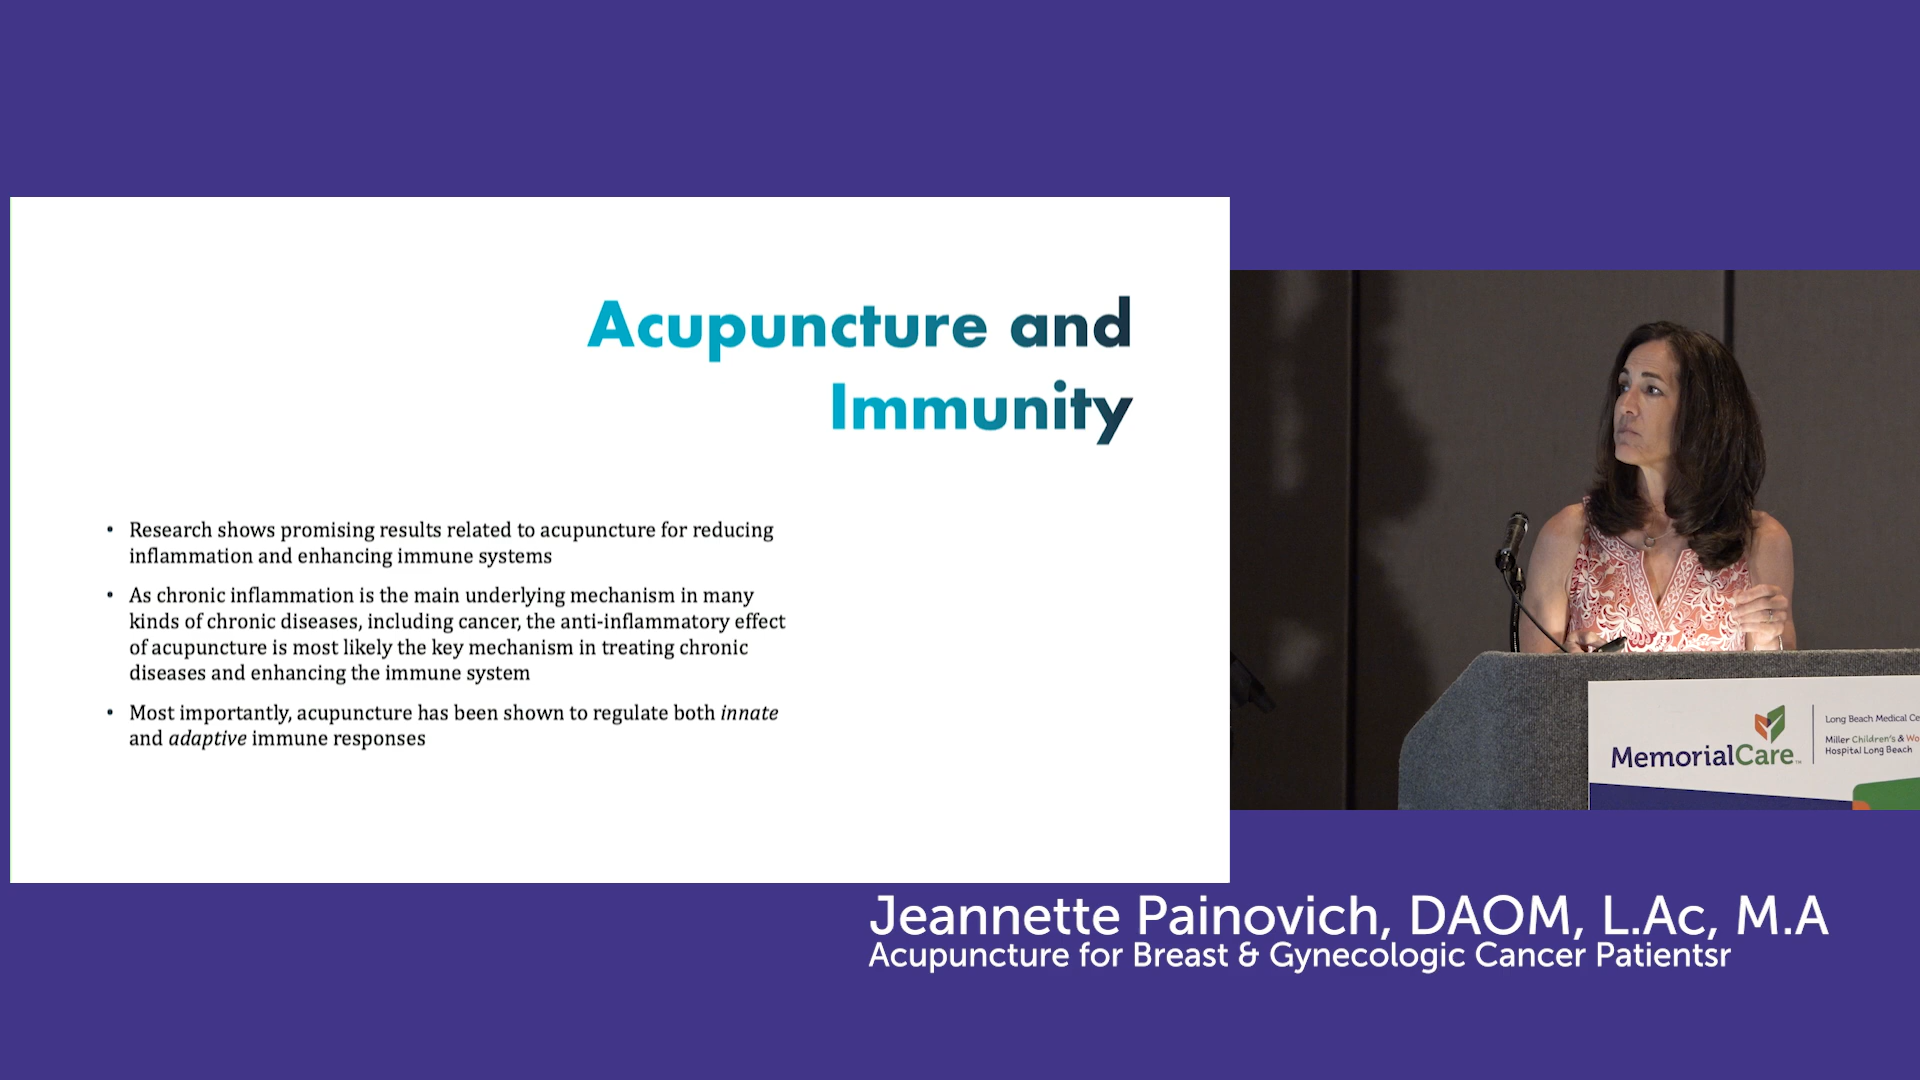 Acupuncture and
Immunity
• Research shows promising results related to acupuncture for reducing
inflammation and enhancing immune systems
• As chronic inflammation is the main underlying mechanism in many
kinds of chronic diseases, including cancer, the anti-inflammatory effect
of acupuncture is most likely the key mechanism in treating chronic
diseases and enhancing the immune system
• Most importantly, acupuncture has been shown to regulate both innate
and adaptive immune responses
MemorialCare™
Long Beach Medical Ce
Miller Children's & Wo
Hospital Long Beach
Jeannette Painovich, DAOM, L.Ac, M.A
Acupuncture for Breast & Gynecologic Cancer Patientsr